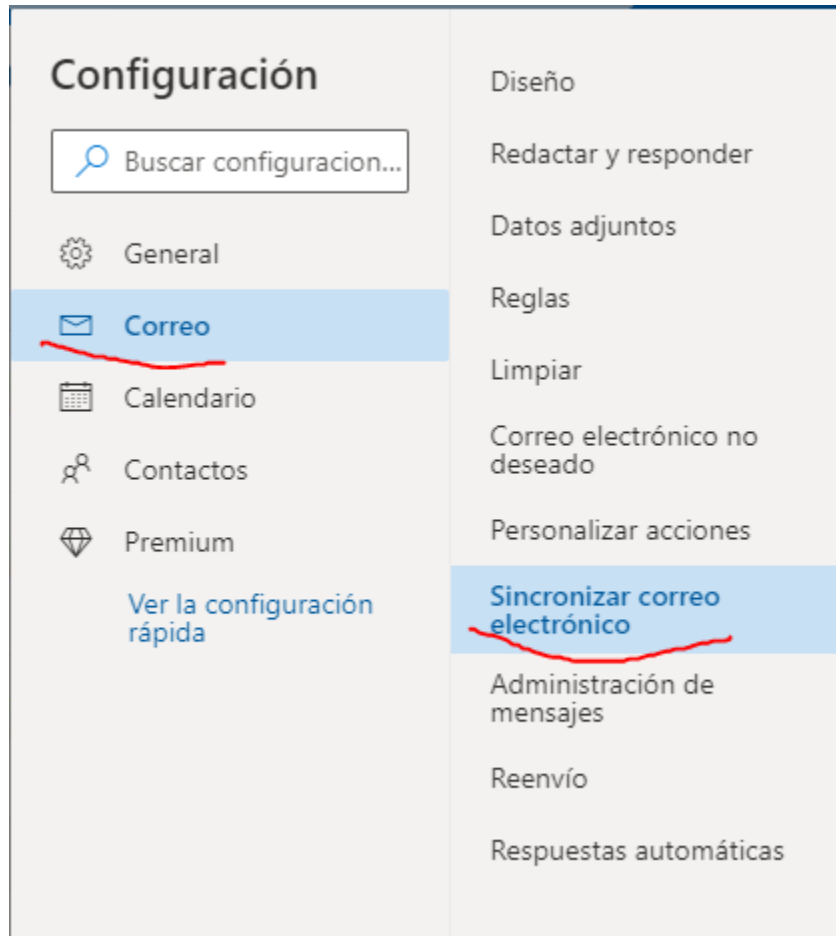 Configuración
Buscar configuracion...
General
Correo
Calendario
Contactos
Premium
Ver la configuración
rápida
Diseño
Redactar y responder
Datos adjuntos
Reglas
Limpiar
Correo electrónico no
deseado
Personalizar acciones
Sincronizar correo
electrónico
Administración de
mensajes
Reenvío
Respuestas automáticas